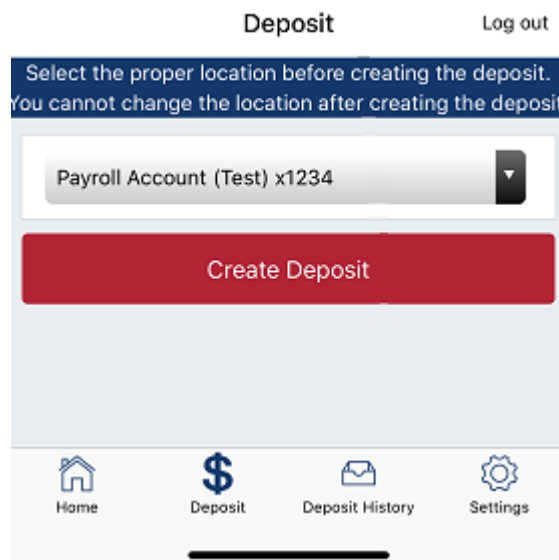 Deposit
Log out
Select the proper location before creating the deposit.
You cannot change the location after creating the deposit
Payroll Account (Test) x1234
Create Deposit
Home
Deposit
Deposit History
Settings